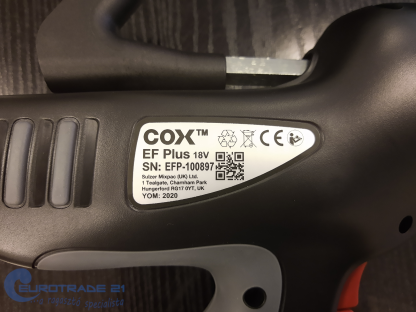 COX™
EF Plus 18V
SN: EFP-100897
Sulzer Mixpac (UK) Ltd.
1 Tealgate, Charnham Park
Hungerford RG17 0YT, UK
YOM: 2020
EUROTRADE 21